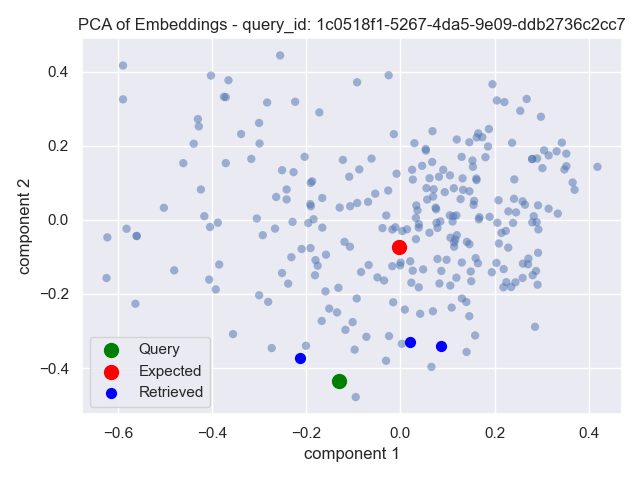 PCA of Embeddings - query_id: 1c0518f1-5267-4da5-9e09-ddb2736c2cc7
0.4
0.2
0.0
−0.2
−0.4
component 2
Query
Expected
Retrieved
−0.6
−0.4
−0.2
0.0
0.2
0.4
component 1